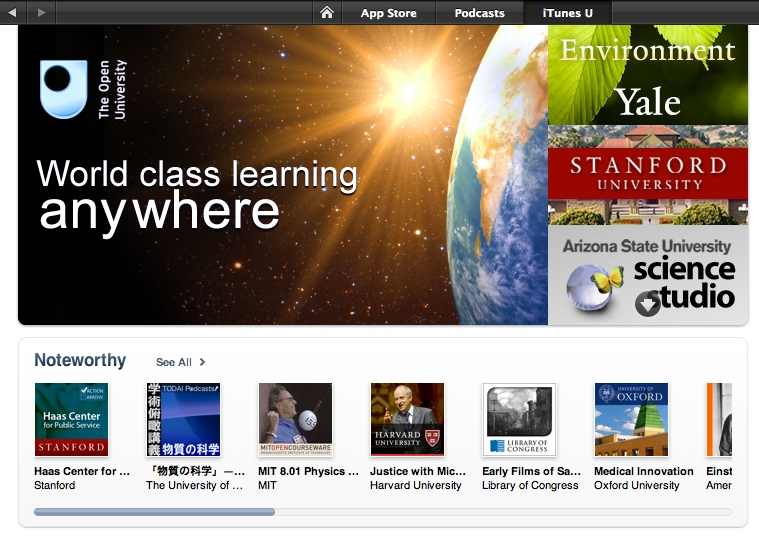 App Store
Podcasts
iTunes U
The Open
University
World class learning
anywhere
Environment
Yale
STANFORD
UNIVERSITY
Arizona State University
science
studio
Noteworthy
See All
ACTION
APATHY
Haas Center
for Public Service
STANFORD
学術俯瞰講義
TODAI Podcasts
物質の科学
MITOPENCOURSEWARE
MASSACHUSETTS INSTITUTE OF TECHNOLOGY
HARVARD
UNIVERSITY
LIBRARY OF
CONGRESS
UNIVERSITY OF
OXFORD
Haas Center for ...
Stanford
「物質の科学」 —...
The University of ...
MIT 8.01 Physics ...
MIT
Justice with Mic...
Harvard University
Early Films of Sa...
Library of Congress
Medical Innovation
Oxford University
Einst
Amer